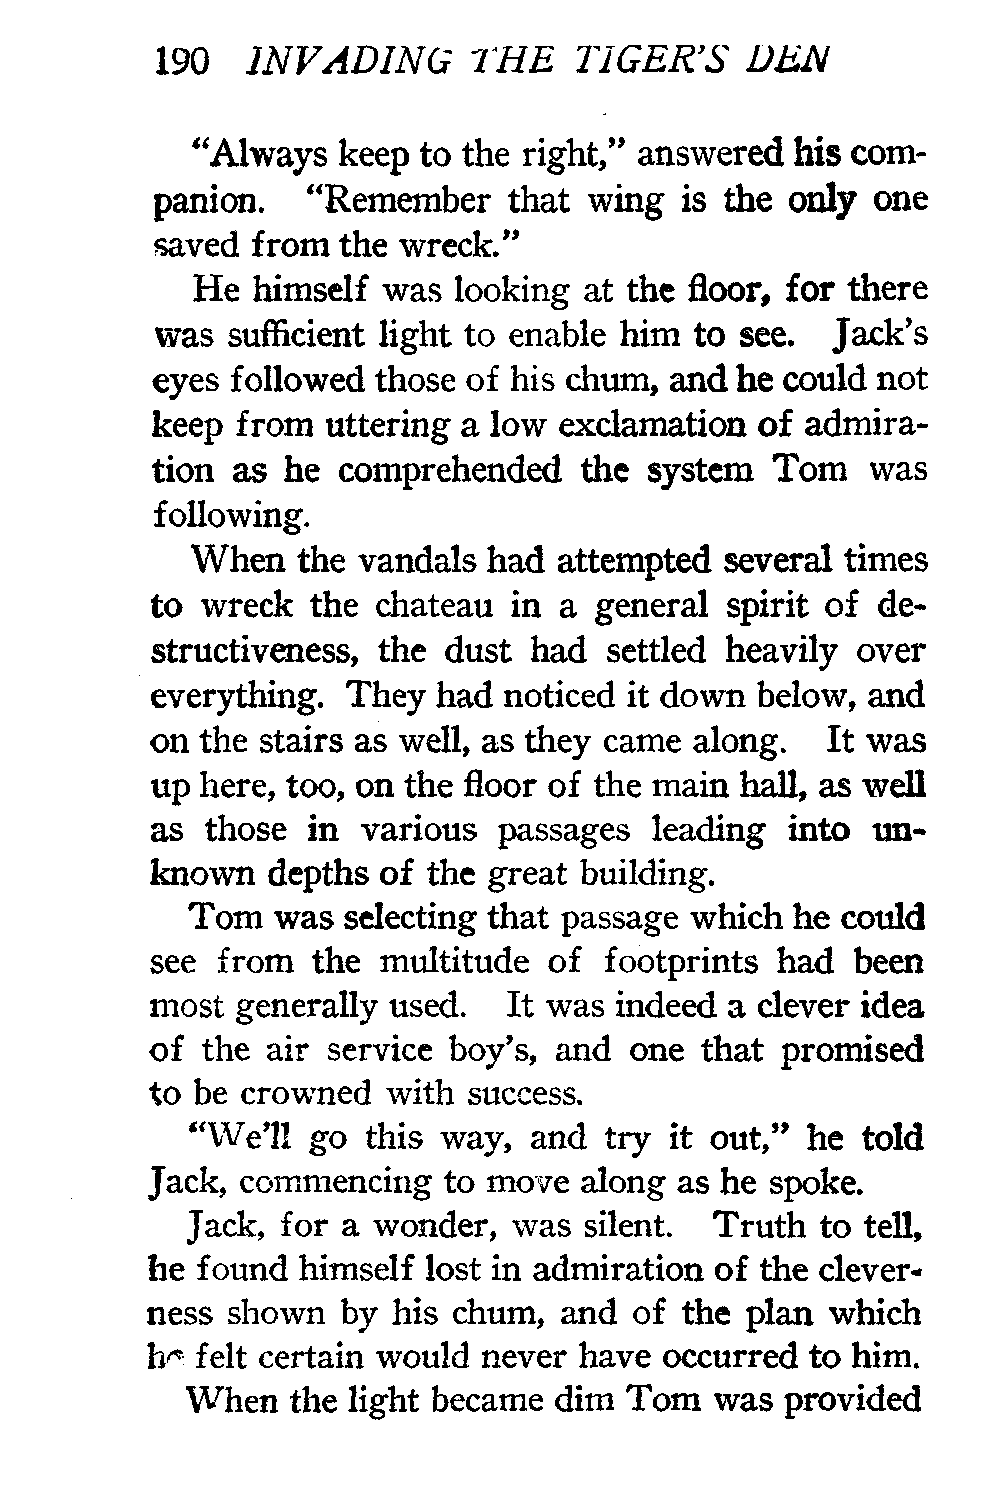 190 INVADING THE TIGER'S DEN
“Always keep to the right,” answered his com-
panion. “Remember that wing is the only one
saved from the wreck.”
He himself was looking at the floor, for there
was sufficient light to enable him to see. Jack's
eyes followed those of his chum, and he could not
keep from uttering a low exclamation of admira-
tion as he comprehended the system Tom was
following.
When the vandals had attempted several times
to wreck the chateau in a general spirit of de-
structiveness, the dust had settled heavily over
everything. They had noticed it down below, and
on the stairs as well, as they came along. It was
up here, too, on the floor of the main hall, as well
as those in various passages leading into un-
known depths of the great building.
Tom was selecting that passage which he could
see from the multitude of footprints had been
most generally used. It was indeed a clever idea
of the air service boy's, and one that promised
to be crowned with success.
“We'll go this way, and try it out,” he told
Jack, commencing to move along as he spoke.
Jack, for a wonder, was silent. Truth to tell,
he found himself lost in admiration of the clever-
ness shown by his chum, and of the plan which
he felt certain would never have occurred to him.
When the light became dim Tom was provided